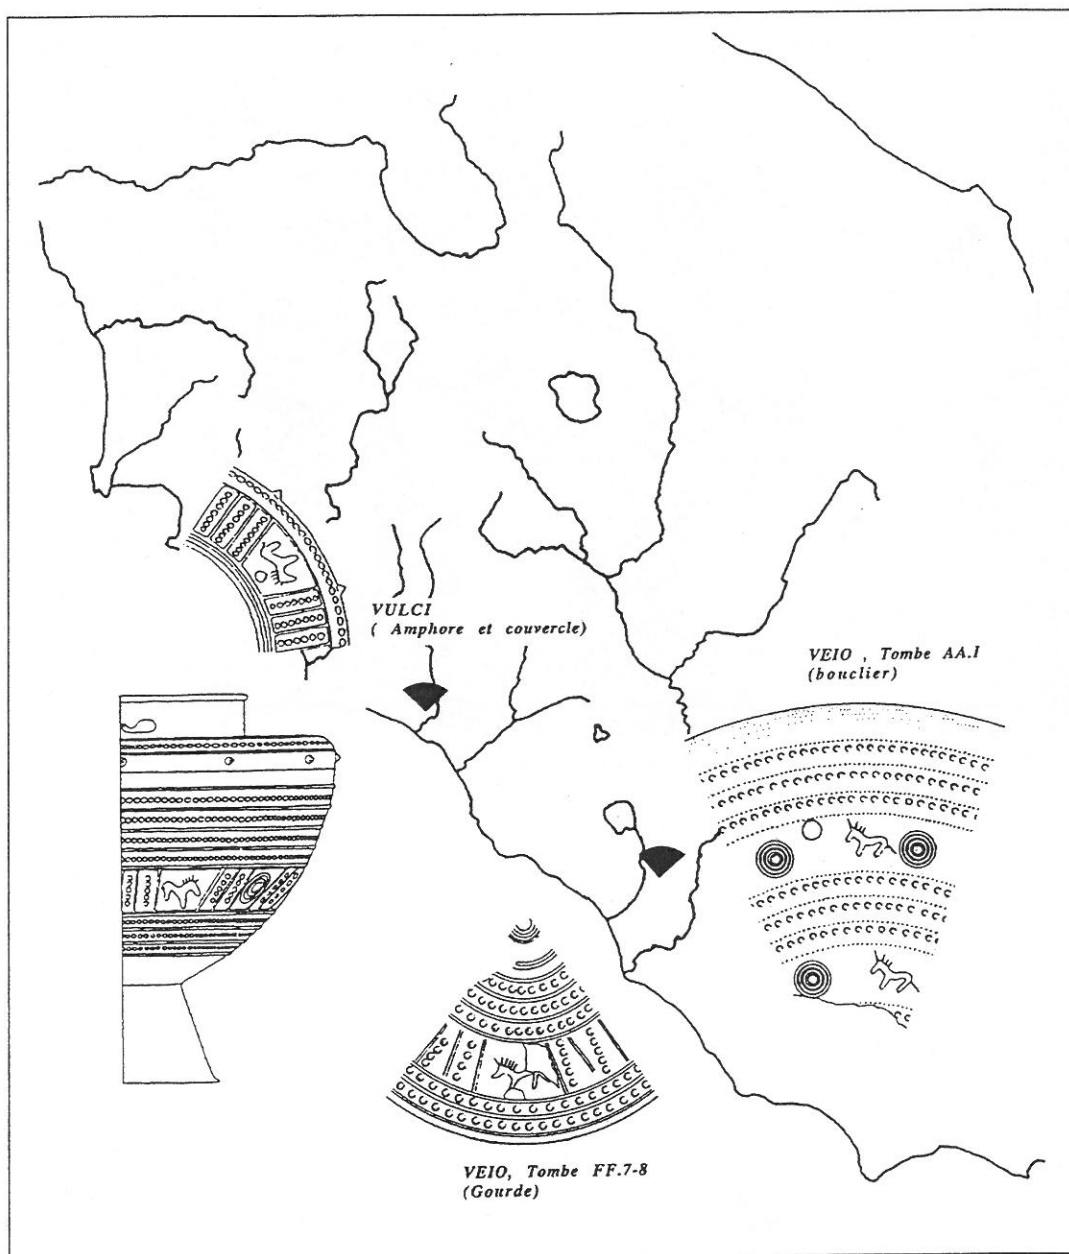 VULCI
( Amphore et couvercle)
VEIO , Tombe AA.I
(bouclier)
VEIO, Tombe FF.7-8
(Gourde)